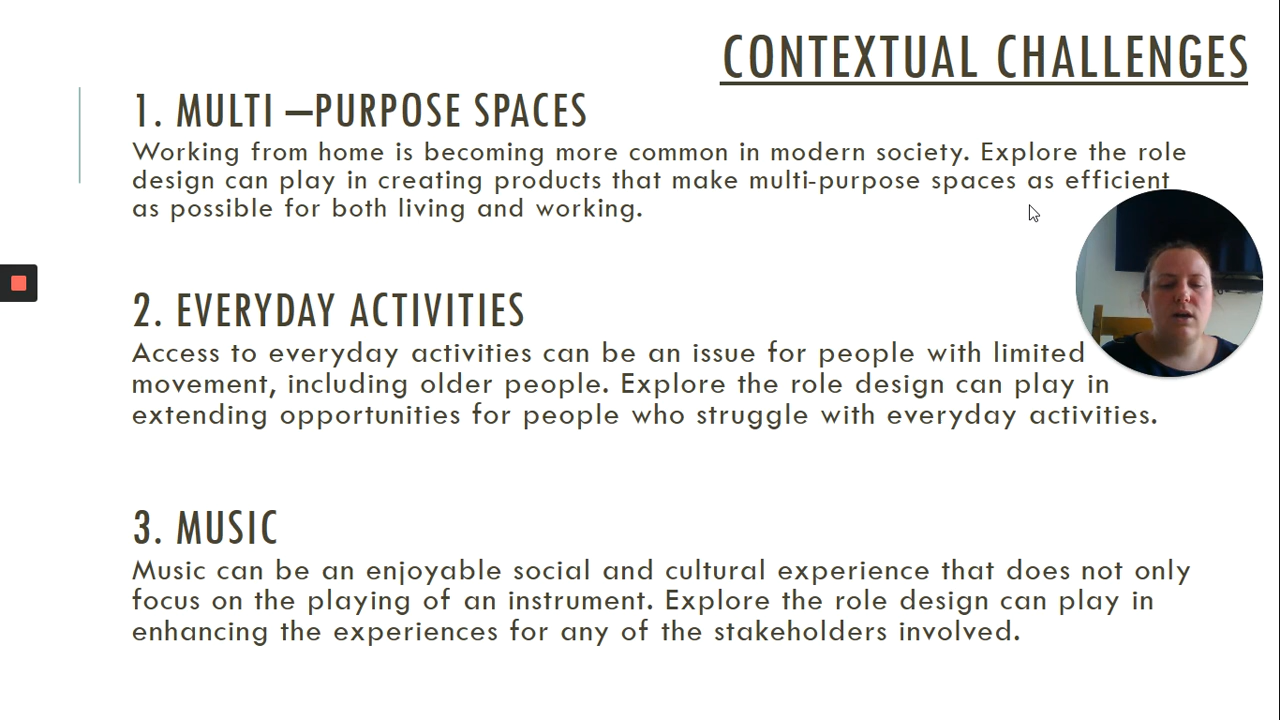 CONTEXTUAL CHALLENGES
1. MULTI –PURPOSE SPACES
Working from home is becoming more common in modern society. Explore the role
design can play in creating products that make multi-purpose spaces as efficient
as possible for both living and working.
2. EVERYDAY ACTIVITIES
Access to everyday activities can be an issue for people with limited
movement, including older people. Explore the role design can play in
extending opportunities for people who struggle with everyday activities.
3. MUSIC
Music can be an enjoyable social and cultural experience that does not only
focus on the playing of an instrument. Explore the role design can play in
enhancing the experiences for any of the stakeholders involved.